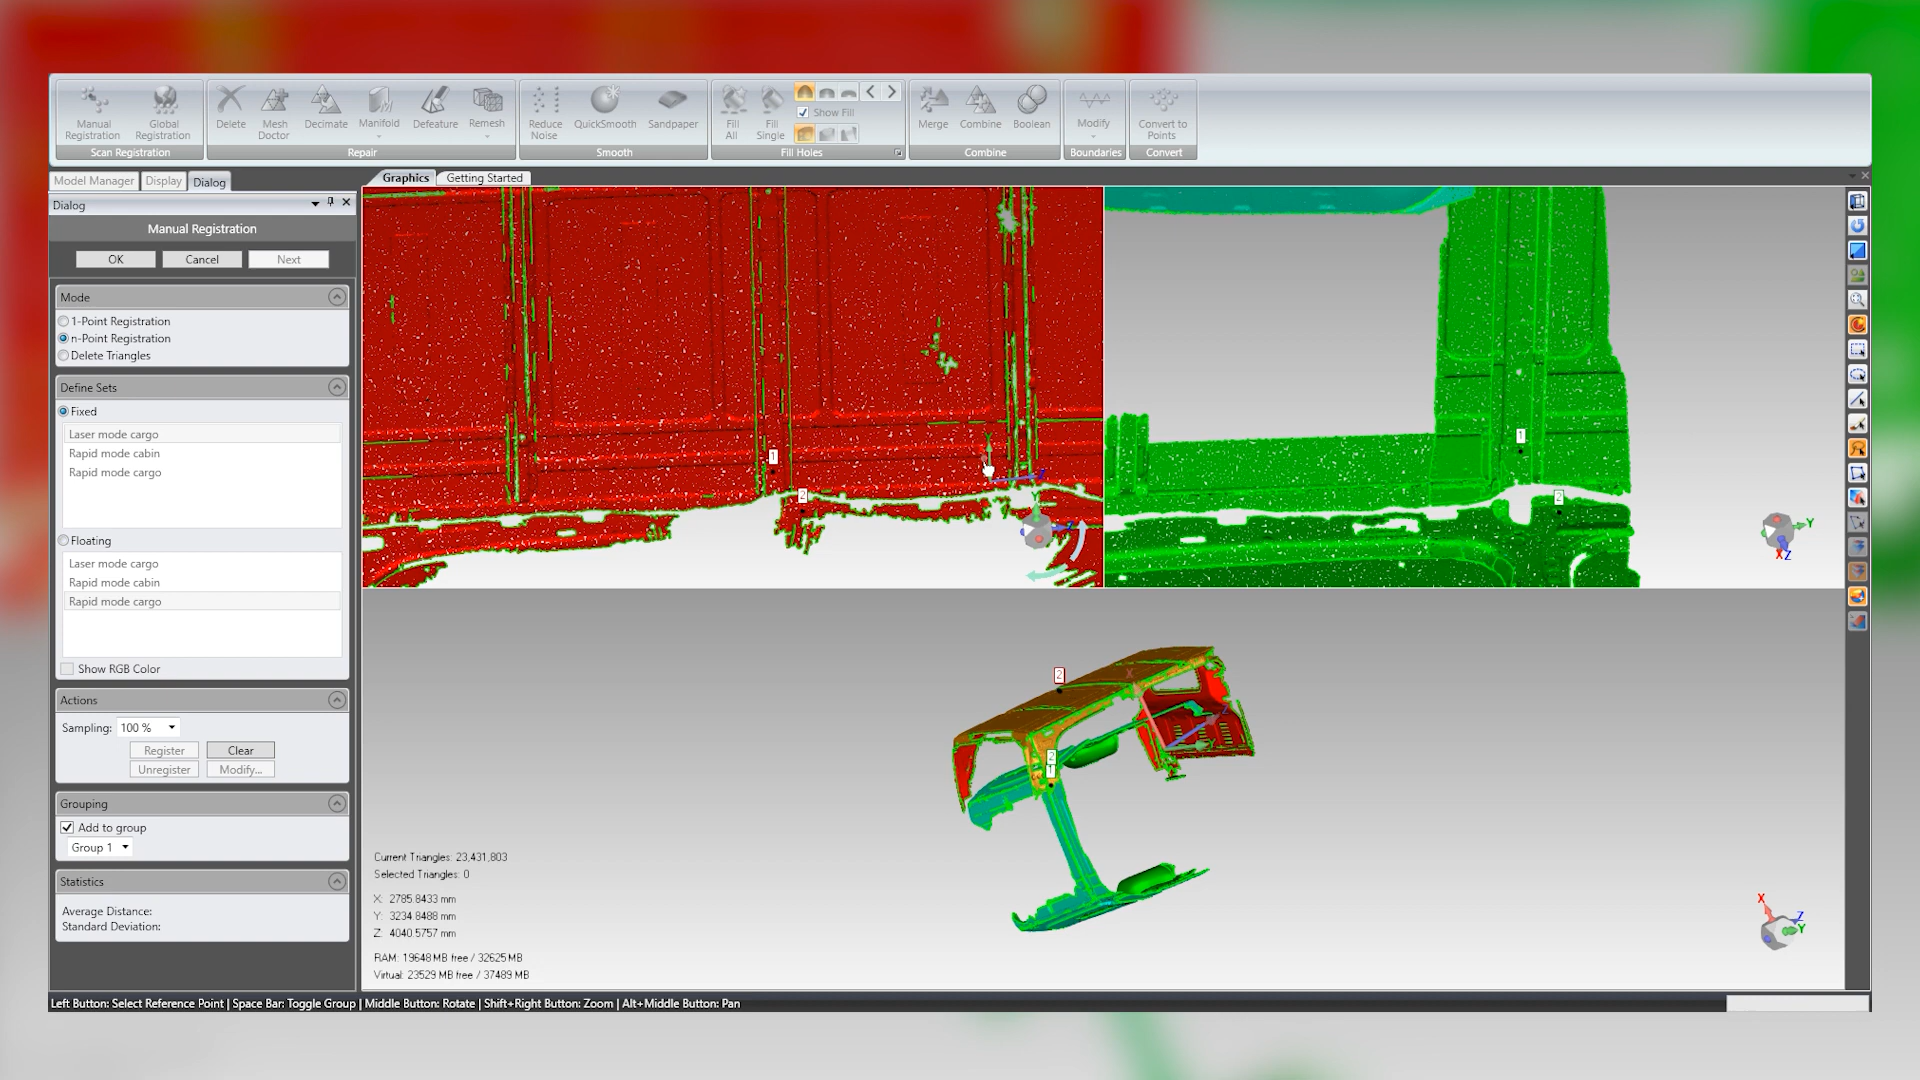 Manual Registration
Global Registration
Scan Registration
Delete
Mesh Doctor
Decimate
Manifold
Defeature
Remesh
Repair
Reduce Noise
QuickSmooth
Sandpaper
Smooth
Fill All
Fill Single
Show Fill
Fill Holes
Merge
Combine
Boolean
Combine
Modify
Boundaries
Convert to Points
Convert
Model Manager
Display
Dialog
Graphics
Getting Started
Dialog
Manual Registration
OK
Cancel
Next
Mode
1-Point Registration
n-Point Registration
Delete Triangles
Define Sets
Fixed
Laser mode cargo
Rapid mode cabin
Rapid mode cargo
Floating
Laser mode cargo
Rapid mode cabin
Rapid mode cargo
Show RGB Color
Actions
Sampling: 100 %
Register
Clear
Unregister
Modify...
Grouping
Add to group
Group 1
Statistics
Average Distance:
Standard Deviation:
1
2
Y
Z
Y
Z
1
2
Y
X
Z
2
X
Z
Y
2
1
Current Triangles: 23,431,803
Selected Triangles: 0
X: 2785.8433 mm
Y: 3234.8488 mm
Z: 4040.5757 mm
RAM: 19648 MB free / 32625 MB
Virtual: 23529 MB free / 37489 MB
X
Z
Y
Left Button: Select Reference Point | Space Bar: Toggle Group | Middle Button: Rotate | Shift+Right Button: Zoom | Alt+Middle Button: Pan